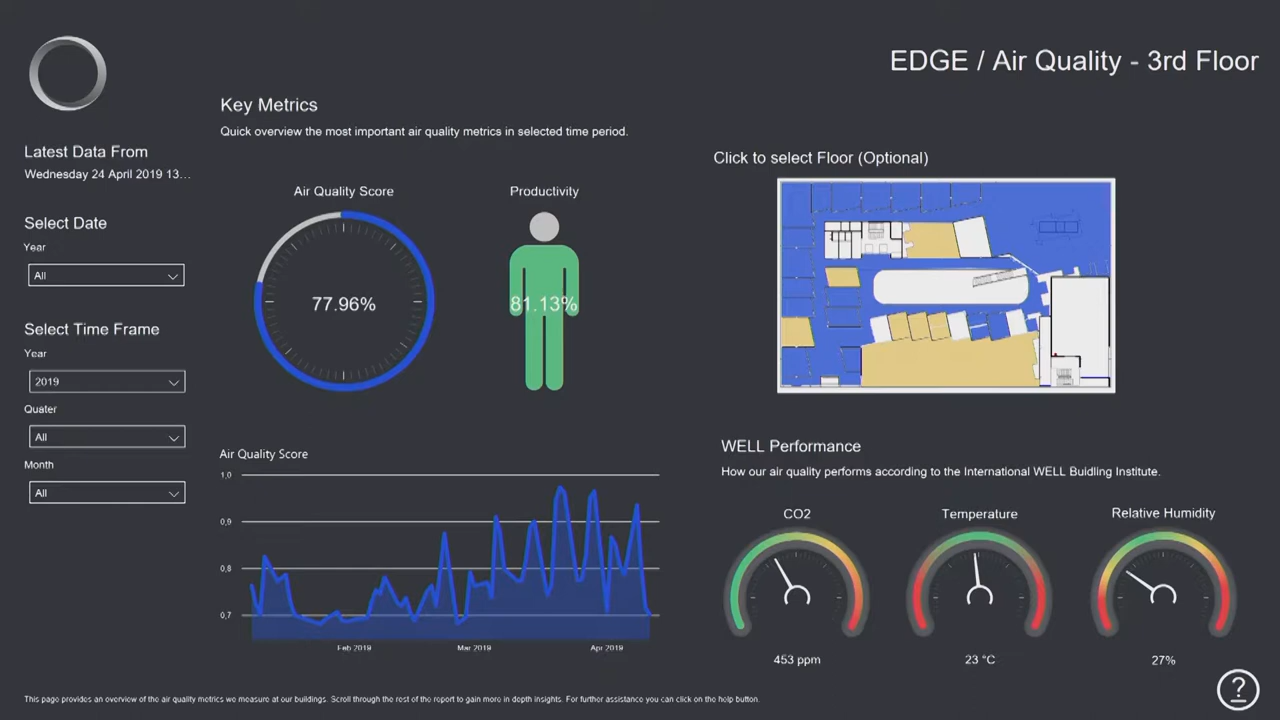 EDGE / Air Quality - 3rd Floor
Latest Data From
Wednesday 24 April 2019 13...
Select Date
Year
All
Select Time Frame
Year
2019
Quater
All
Month
All
Key Metrics
Quick overview the most important air quality metrics in selected time period.
Air Quality Score
77.96%
Productivity
81.13%
Air Quality Score
1,0
0,9
0,8
0,7
Feb 2019
Mar 2019
Apr 2019
Click to select Floor (Optional)
WELL Performance
How our air quality performs according to the International WELL Buidling Institute.
CO2
453 ppm
Temperature
23 °C
Relative Humidity
27%
This page provides an overview of the air quality metrics we measure at our buildings. Scroll through the rest of the report to gain more in depth insights. For further assistance you can click on the help button.
?